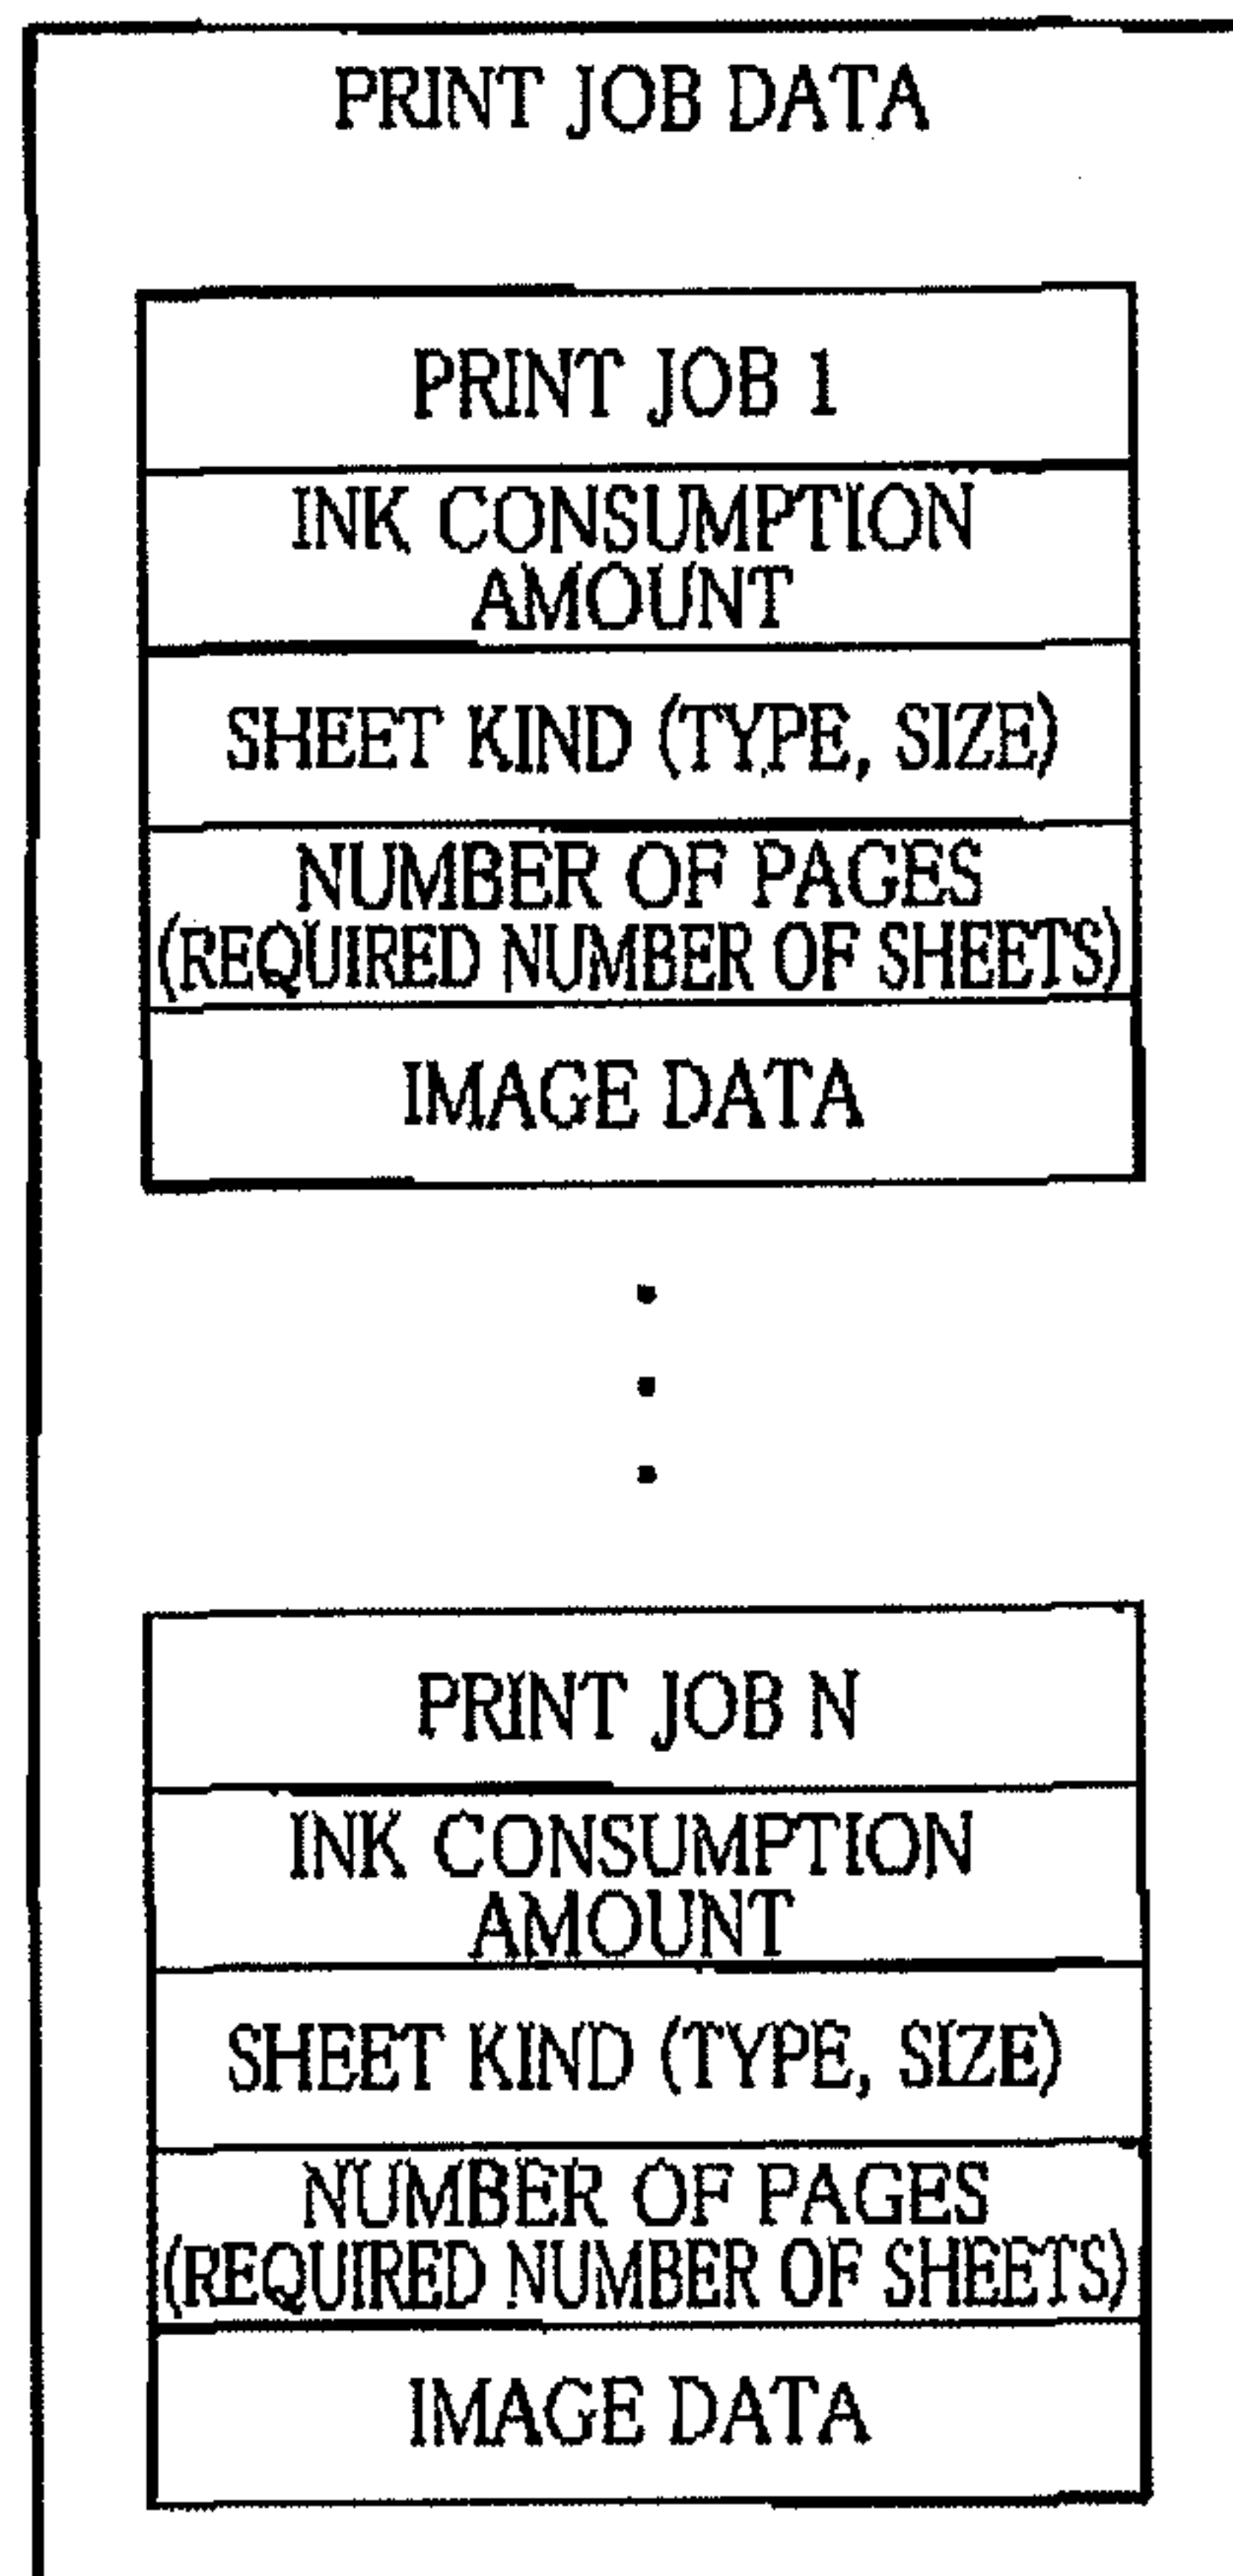 PRINT JOB DATA
PRINT JOB 1
INK CONSUMPTION
AMOUNT
SHEET KIND (TYPE, SIZE)
NUMBER OF PAGES
(REQUIRED NUMBER OF SHEETS)
IMAGE DATA
PRINT JOB N
INK CONSUMPTION
AMOUNT
SHEET KIND (TYPE, SIZE)
NUMBER OF PAGES
(REQUIRED NUMBER OF SHEETS)
IMAGE DATA